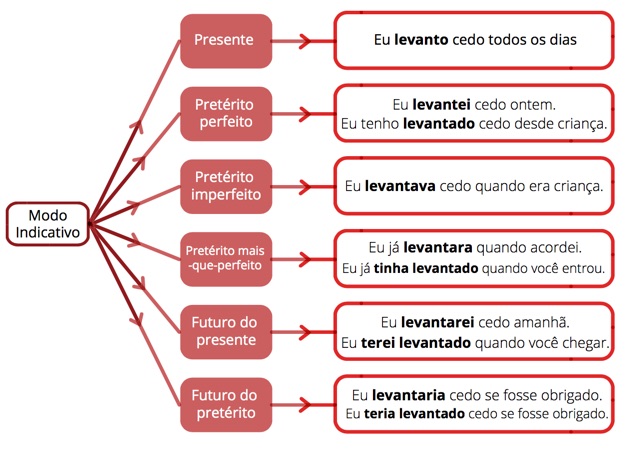 Modo
Indicativo
Presente
Eu levanto cedo todos os dias
Pretérito
perfeito
Eu levantei cedo ontem.
Eu tenho levantado cedo desde criança.
Pretérito
imperfeito
Eu levantava cedo quando era criança.
Pretérito mais
-que-perfeito
Eu já levantara quando acordei.
Eu já tinha levantado quando você entrou.
Futuro do
presente
Eu levantarei cedo amanhã.
Eu terei levantado quando você chegar.
Futuro do
pretérito
Eu levantaria cedo se fosse obrigado.
Eu teria levantado cedo se fosse obrigado.